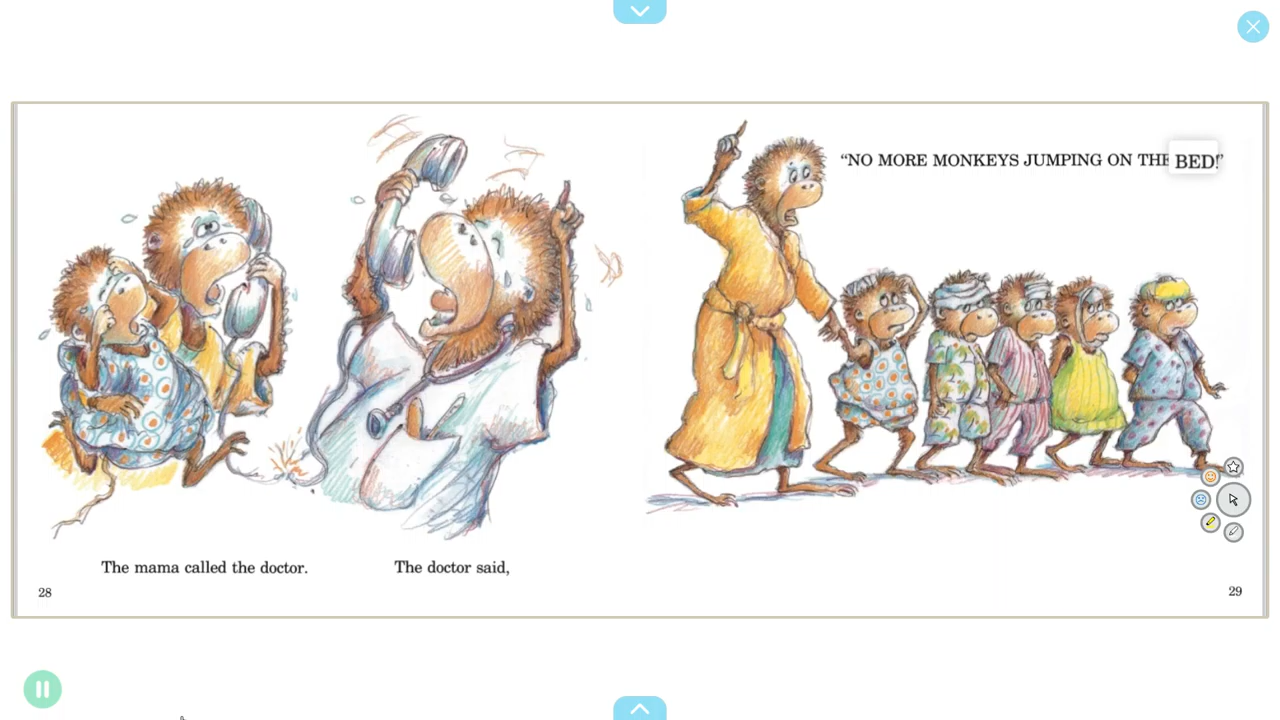 The mama called the doctor.
The doctor said,
28
“NO MORE MONKEYS JUMPING ON THE BED!”
29